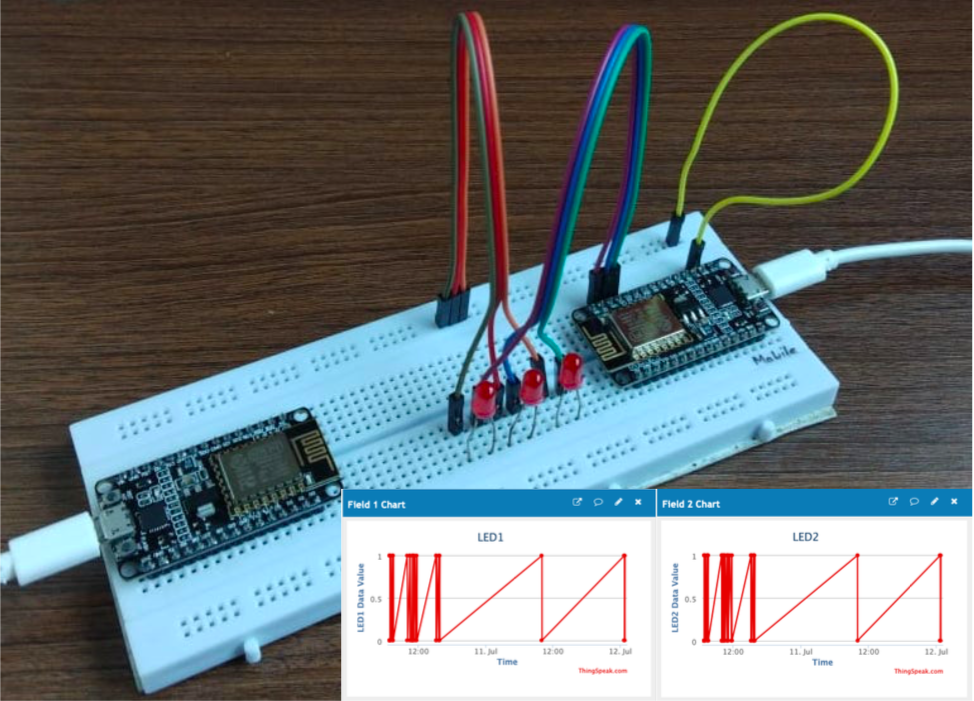 Mobile
Field 1 Chart
LED1
LED1 Data Value
1
0.5
0
12:00
11. Jul
12:00
12. Jul
Time
ThingSpeak.com
Field 2 Chart
LED2
LED2 Data Value
1
0.5
0
12:00
11. Jul
12:00
12. Jul
Time
ThingSpeak.com